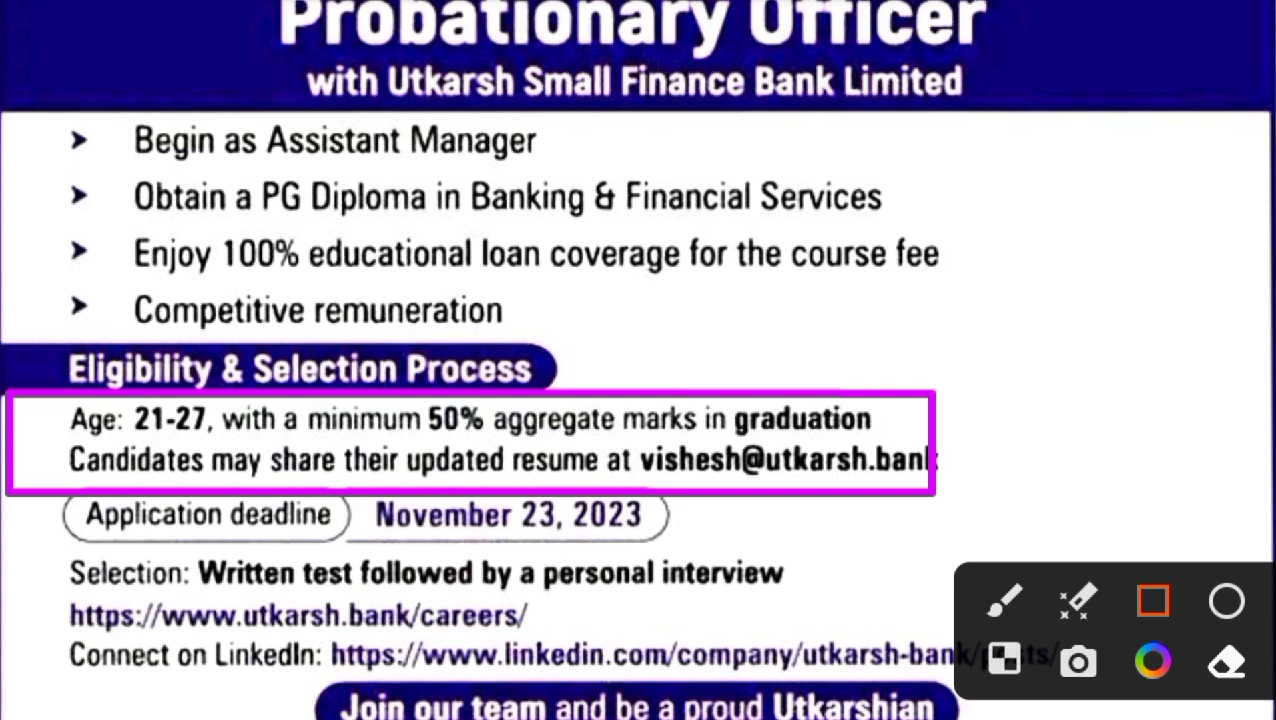 Probationary Officer
with Utkarsh Small Finance Bank Limited
➤ Begin as Assistant Manager
➤ Obtain a PG Diploma in Banking & Financial Services
➤ Enjoy 100% educational loan coverage for the course fee
➤ Competitive remuneration
Eligibility & Selection Process
Age: 21-27, with a minimum 50% aggregate marks in graduation
Candidates may share their updated resume at vishesh@utkarsh.bank
Application deadline November 23, 2023
Selection: Written test followed by a personal interview
https://www.utkarsh.bank/careers/
Connect on LinkedIn: https://www.linkedin.com/company/utkarsh-bank/posts/
Join our team and be a proud Utkarshian